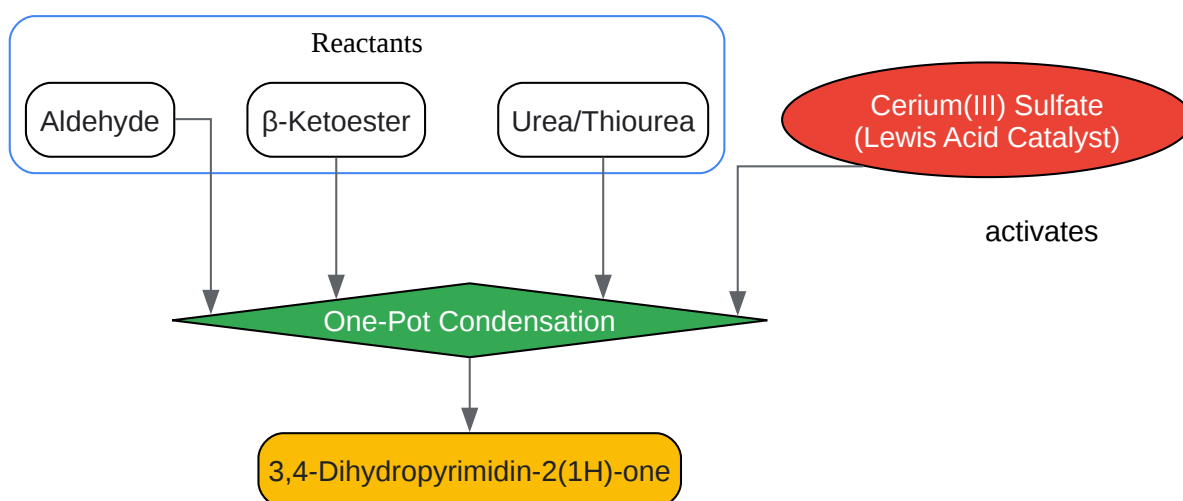 Reactants
Aldehyde
β-Ketoester
Urea/Thiourea
Cerium(III) Sulfate
(Lewis Acid Catalyst)
activates
One-Pot Condensation
3,4-Dihydropyrimidin-2(1H)-one